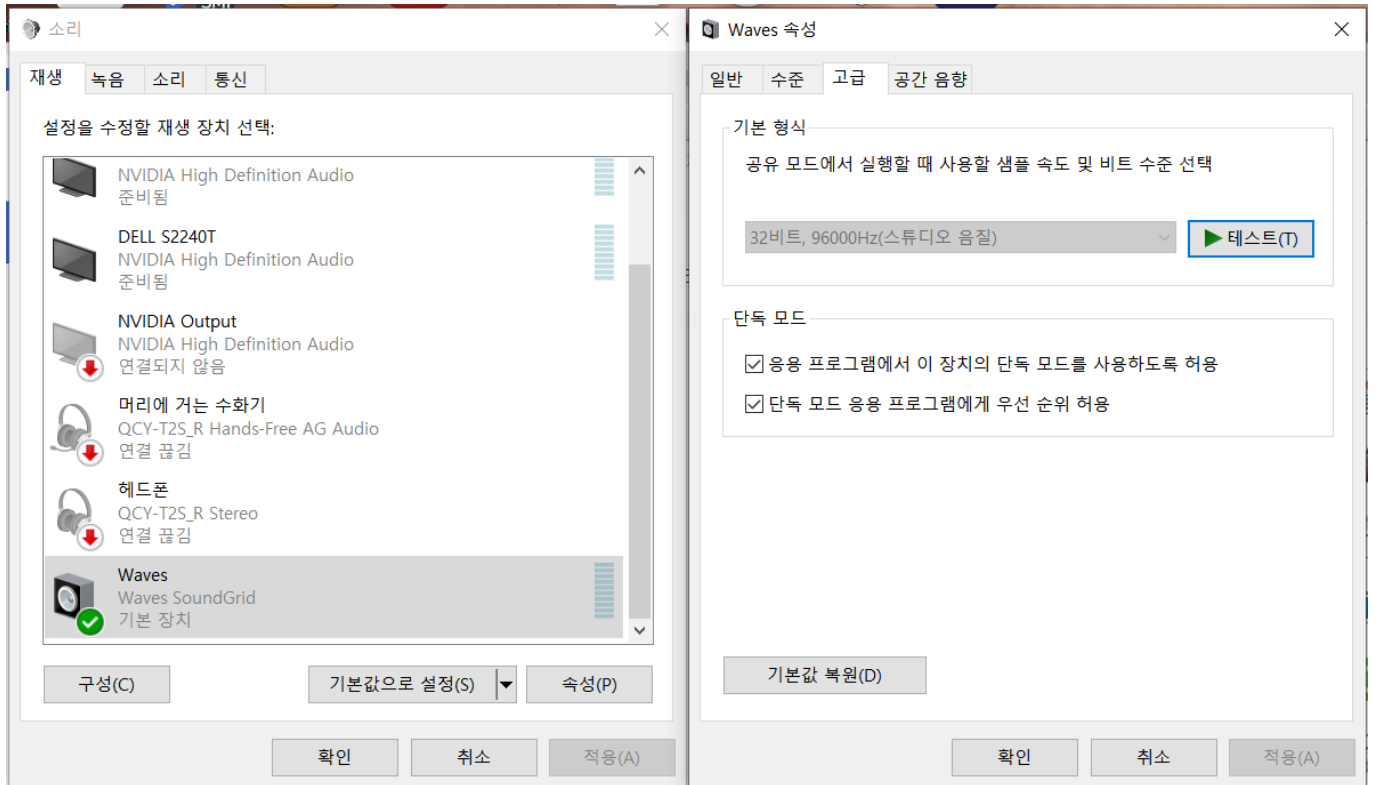 소리
재생
녹음
소리
통신
설정을 수정할 재생 장치 선택:
NVIDIA High Definition Audio
준비됨
DELL S2240T
NVIDIA High Definition Audio
준비됨
NVIDIA Output
NVIDIA High Definition Audio
연결되지 않음
머리에 거는 수화기
QCY-T2S_R Hands-Free AG Audio
연결 끊김
헤드폰
QCY-T2S_R Stereo
연결 끊김
Waves
Waves SoundGrid
기본 장치
구성(C)
기본값으로 설정(S)
속성(P)
확인
취소
적용(A)
Waves 속성
일반
수준
고급
공간 음향
기본 형식
공유 모드에서 실행할 때 사용할 샘플 속도 및 비트 수준 선택
32비트, 96000Hz(스튜디오 음질)
테스트(T)
단독 모드
응용 프로그램에서 이 장치의 단독 모드를 사용하도록 허용
단독 모드 응용 프로그램에게 우선 순위 허용
기본값 복원(D)
확인
취소
적용(A)